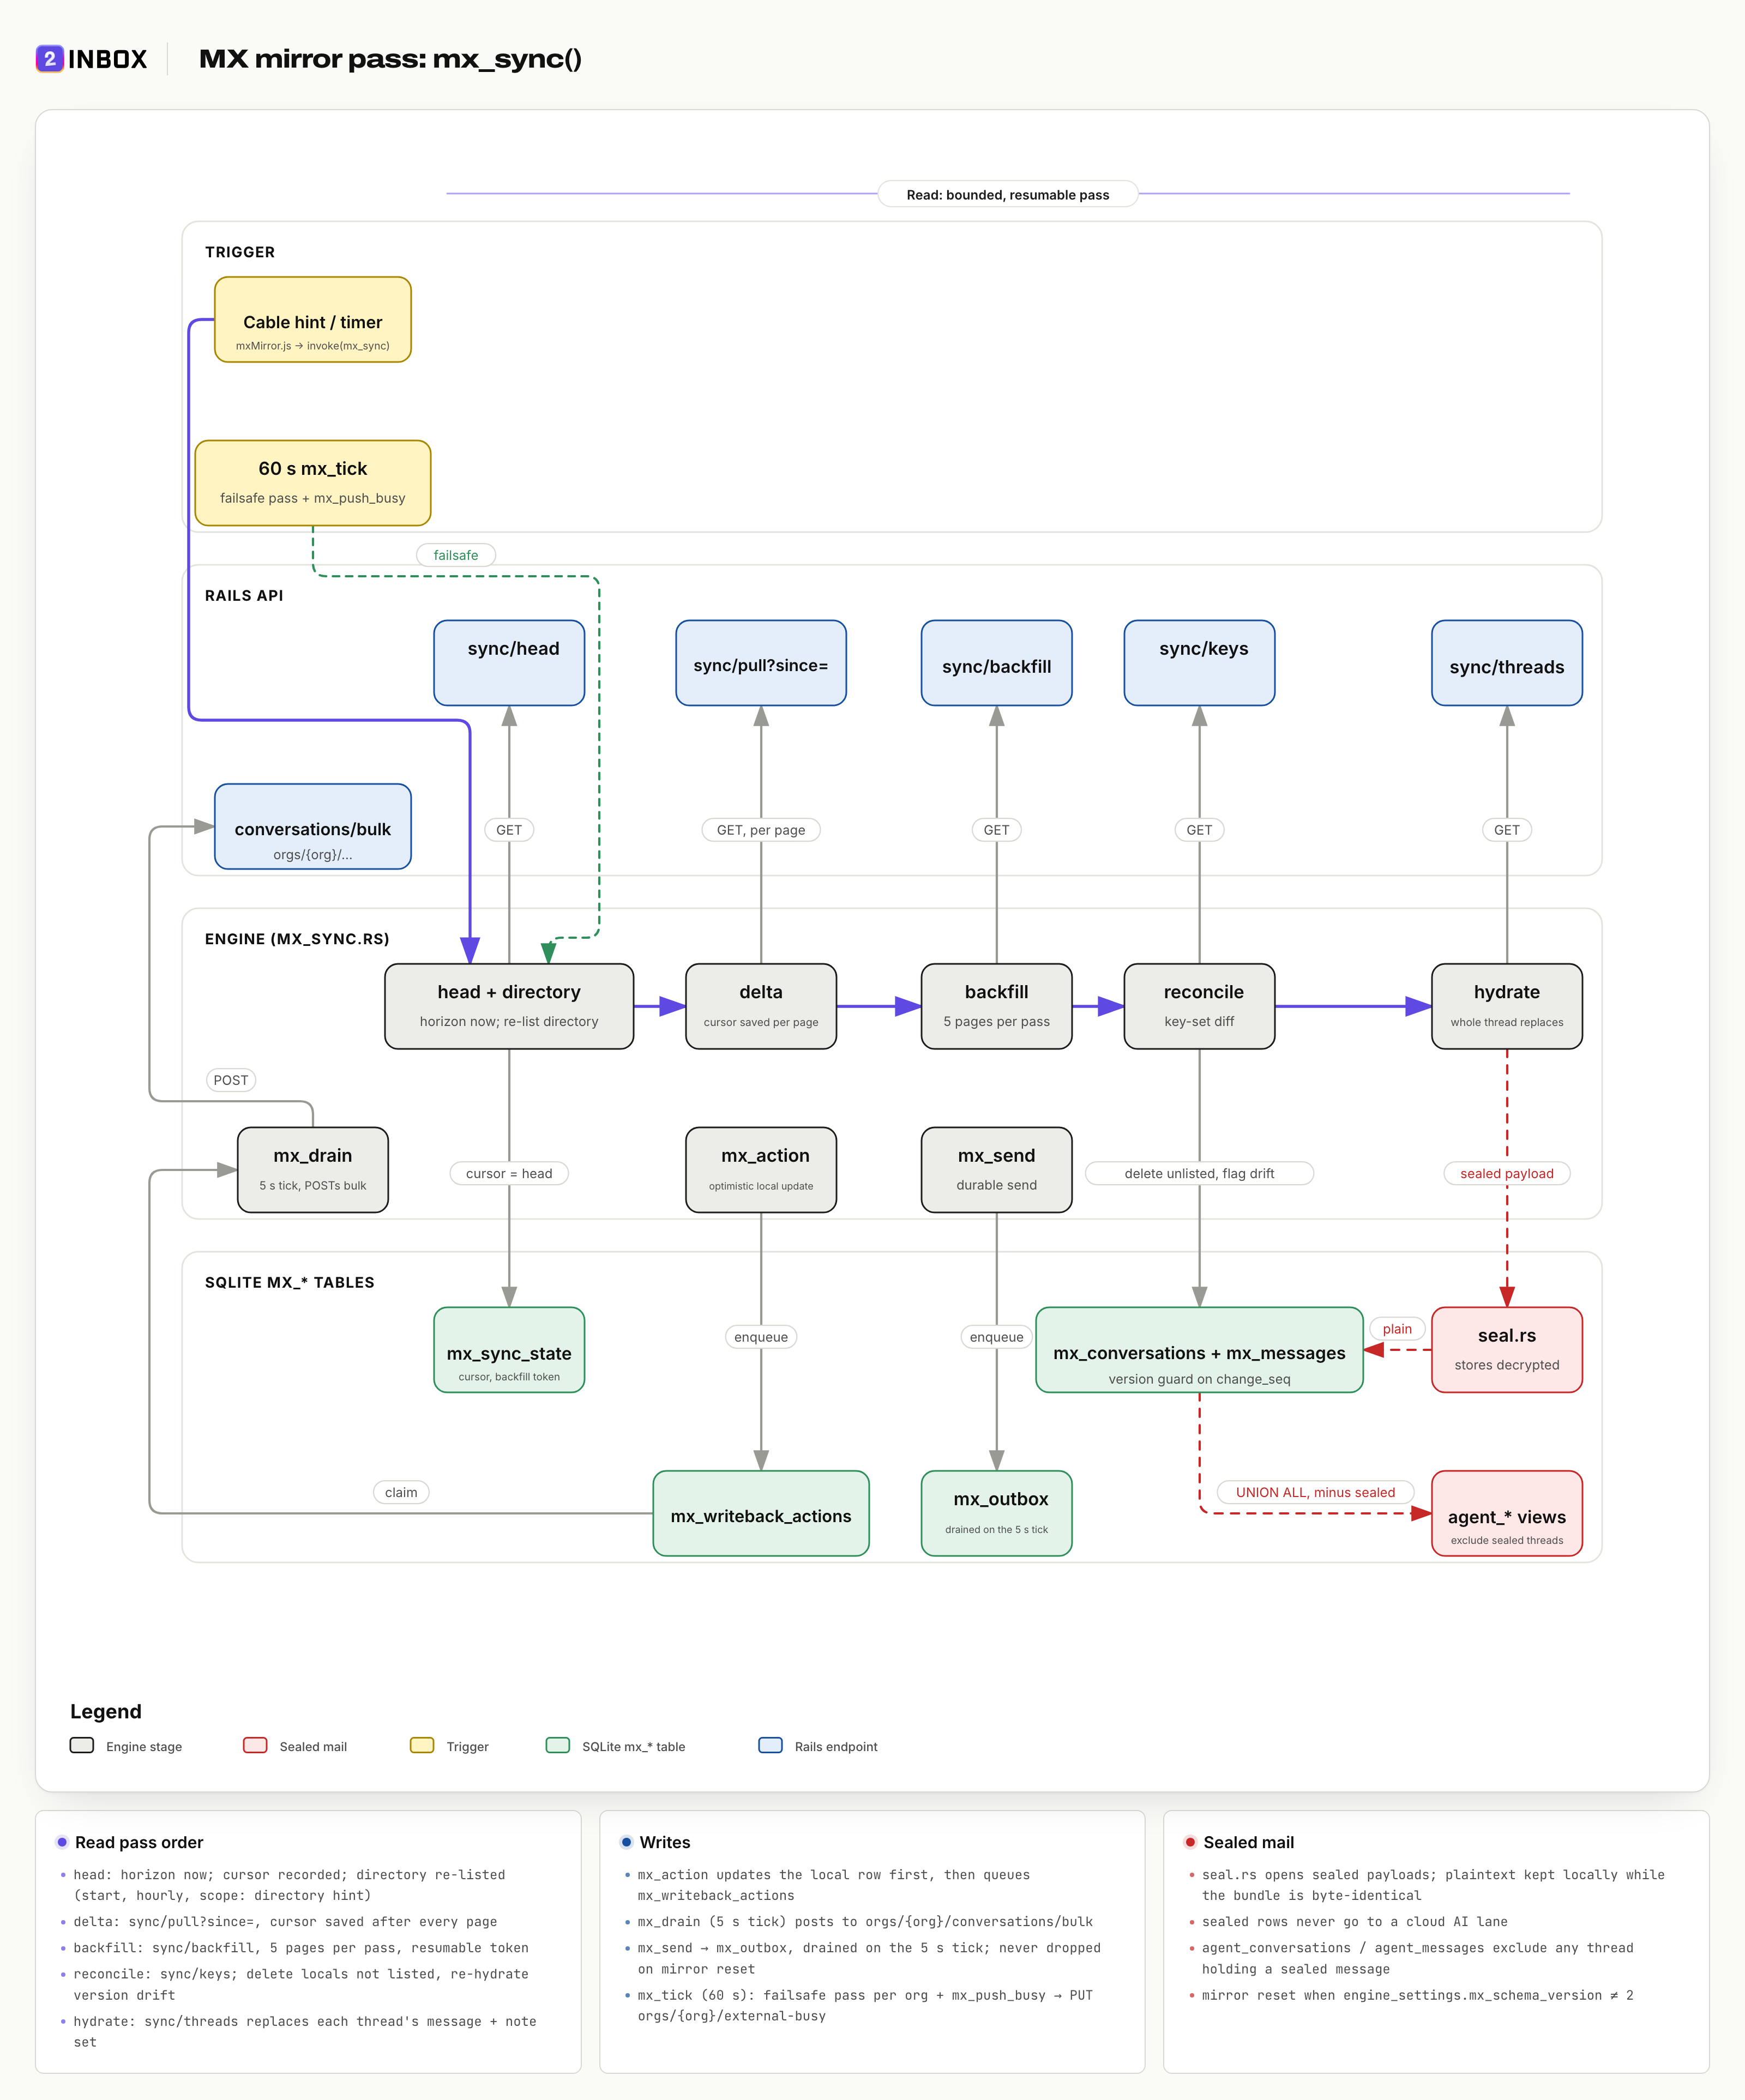 2 INBOX
MX mirror pass: mx_sync()
Read: bounded, resumable pass
TRIGGER
Cable hint / timer
mxMirror.js → invoke(mx_sync)
60 s mx_tick
failsafe pass + mx_push_busy
failsafe
RAILS API
sync/head
sync/pull?since=
sync/backfill
sync/keys
sync/threads
conversations/bulk
orgs/{org}/...
GET
GET, per page
GET
GET
GET
ENGINE (MX_SYNC.RS)
head + directory
horizon now; re-list directory
delta
cursor saved per page
backfill
5 pages per pass
reconcile
key-set diff
hydrate
whole thread replaces
POST
mx_drain
5 s tick, POSTs bulk
cursor = head
mx_action
optimistic local update
mx_send
durable send
delete unlisted, flag drift
sealed payload
SQLITE MX_* TABLES
mx_sync_state
cursor, backfill token
enqueue
enqueue
mx_conversations + mx_messages
version guard on change_seq
plain
seal.rs
stores decrypted
claim
mx_writeback_actions
mx_outbox
drained on the 5 s tick
UNION ALL, minus sealed
agent_* views
exclude sealed threads
Legend
Engine stage
Sealed mail
Trigger
SQLite mx_* table
Rails endpoint
Read pass order
• head: horizon now; cursor recorded; directory re-listed
(start, hourly, scope: directory hint)
• delta: sync/pull?since=, cursor saved after every page
• backfill: sync/backfill, 5 pages per pass, resumable token
• reconcile: sync/keys; delete locals not listed, re-hydrate
version drift
• hydrate: sync/threads replaces each thread's message + note
set
Writes
• mx_action updates the local row first, then queues
mx_writeback_actions
• mx_drain (5 s tick) posts to orgs/{org}/conversations/bulk
• mx_send → mx_outbox, drained on the 5 s tick; never dropped
on mirror reset
• mx_tick (60 s): failsafe pass per org + mx_push_busy → PUT
orgs/{org}/external-busy
Sealed mail
• seal.rs opens sealed payloads; plaintext kept locally while
the bundle is byte-identical
• sealed rows never go to a cloud AI lane
• agent_conversations / agent_messages exclude any thread
holding a sealed message
• mirror reset when engine_settings.mx_schema_version ≠ 2